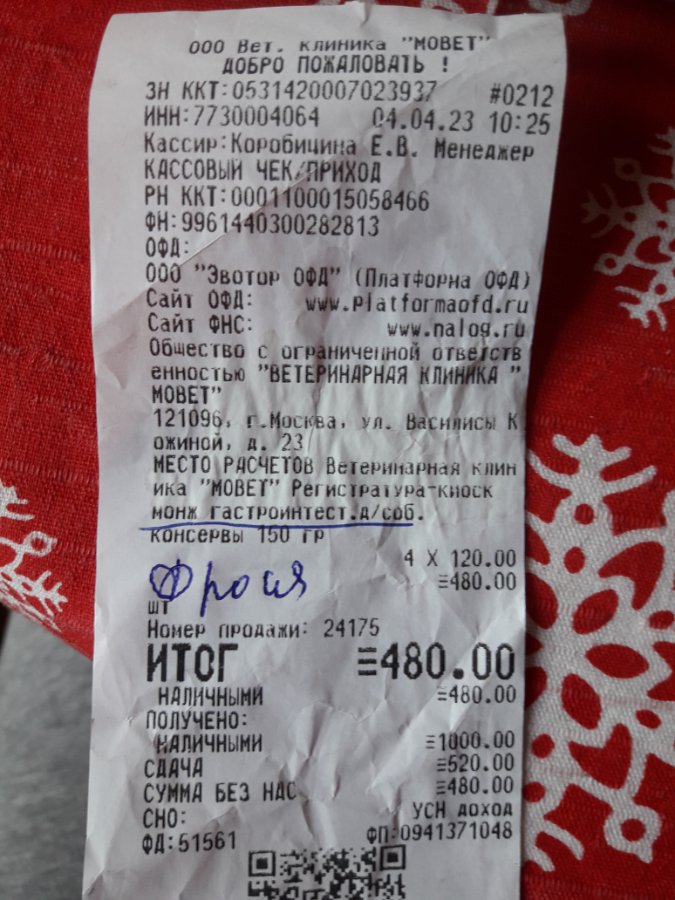 ООО Вет. клиника "МОВЕТ"
ДОБРО ПОЖАЛОВАТЬ !
ЗН ККТ:0531420007023937 #0212
ИНН:7730004064 04.04.23 10:25
Кассир:Коробицина Е.В. Менеджер
КАССОВЫЙ ЧЕК/ПРИХОД
РН ККТ:0001100015058466
ФН:9961440300282813
ОФД:
ООО "Эвотор ОФД" (Платформа ОФД)
Сайт ОФД: www.platformaofd.ru
Сайт ФНС: www.nalog.ru
Общество с ограниченной ответств
енностью "ВЕТЕРИНАРНАЯ КЛИНИКА "
МОВЕТ"
121096, г.Москва, ул. Василисы К
ожиной, д. 23
МЕСТО РАСЧЕТОВ Ветеринарная клин
ика "МОВЕТ" Регистратура-киоск
монж гастроинтест.д/соб.
консервы 150 гр
4 X 120.00
≡480.00
Фрося
шт
Номер продажи: 24175
ИТОГ ≡480.00
НАЛИЧНЫМИ ≡480.00
ПОЛУЧЕНО:
НАЛИЧНЫМИ ≡1000.00
СДАЧА ≡520.00
СУММА БЕЗ НДС ≡480.00
СНО: УСН доход
ФД:51561 ФП:0941371048